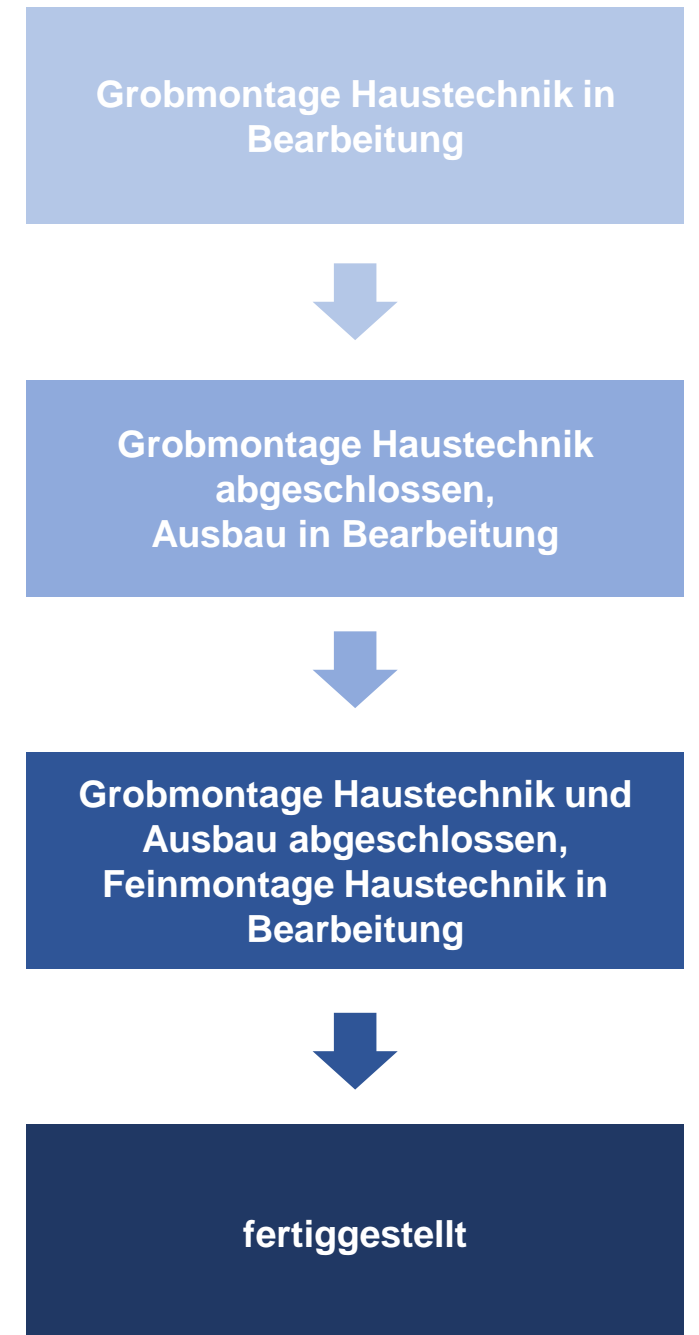 Grobmontage Haustechnik in
Bearbeitung
Grobmontage Haustechnik
abgeschlossen,
Ausbau in Bearbeitung
Grobmontage Haustechnik und
Ausbau abgeschlossen,
Feinmontage Haustechnik in
Bearbeitung
fertiggestellt